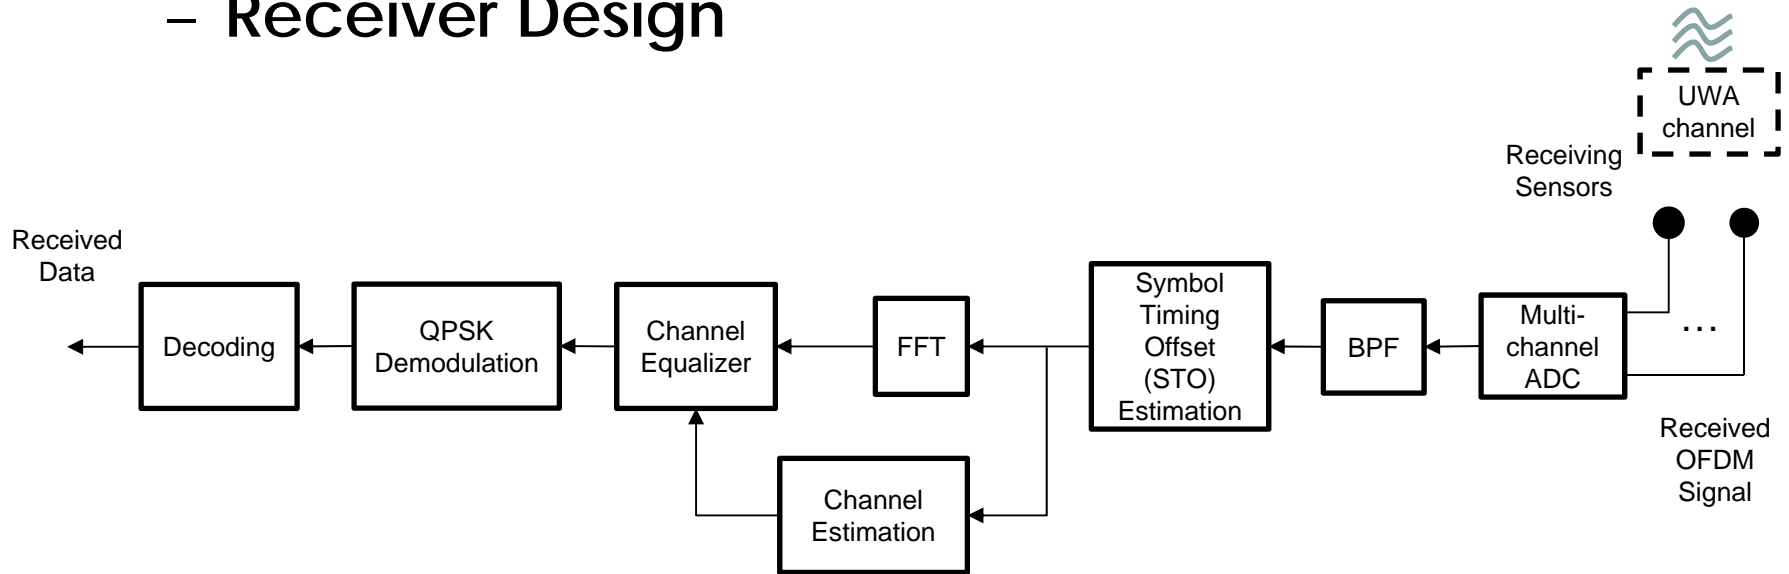 – Receiver Design
UWA
channel
Receiving
Sensors
Received
Data
Decoding
QPSK
Demodulation
Channel
Equalizer
FFT
Symbol
Timing
Offset
(STO)
Estimation
BPF
Multi-
channel
ADC
...
Received
OFDM
Signal
Channel
Estimation